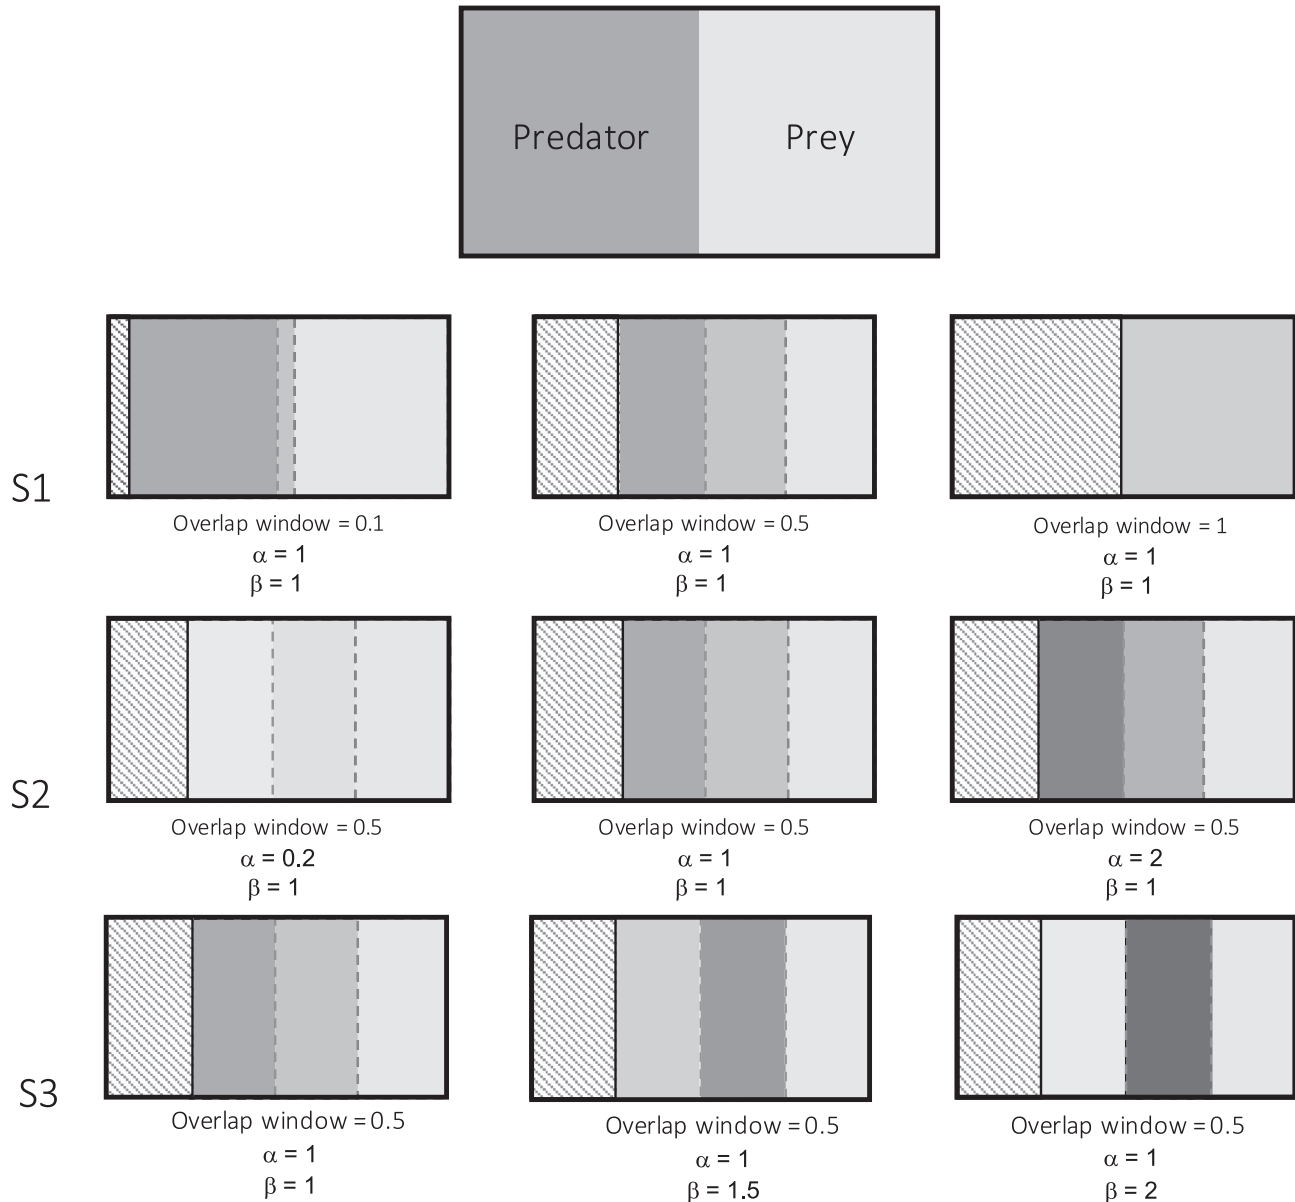 Predator Prey
S1
Overlap window = 0.1 Overlap window = 0.5 Overlap window = 1
α = 1 α = 1 α = 1
β = 1 β = 1 β = 1
S2
Overlap window = 0.5 Overlap window = 0.5 Overlap window = 0.5
α = 0.2 α = 1 α = 2
β = 1 β = 1 β = 1
S3
Overlap window = 0.5 Overlap window = 0.5 Overlap window = 0.5
α = 1 α = 1 α = 1
β = 1 β = 1.5 β = 2